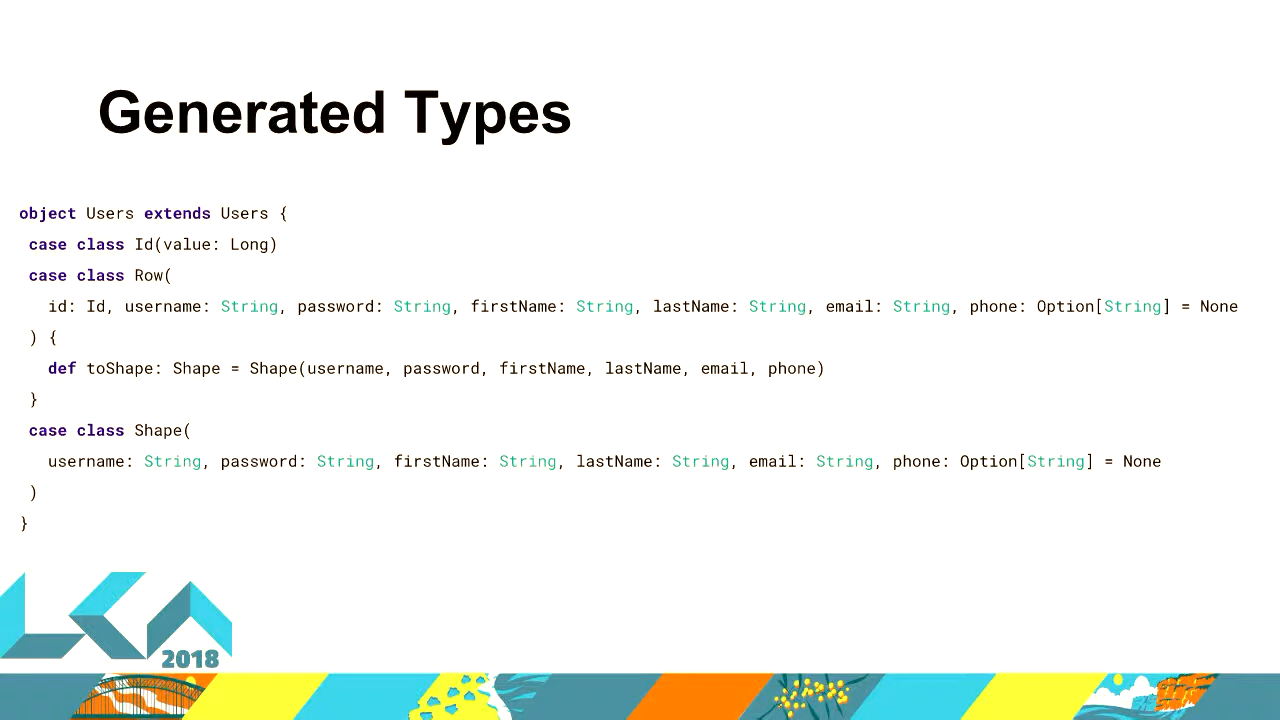 Generated Types
object Users extends Users {
case class Id(value: Long)
case class Row(
id: Id, username: String, password: String, firstName: String, lastName: String, email: String, phone: Option[String] = None
) {
def toShape: Shape = Shape(username, password, firstName, lastName, email, phone)
}
case class Shape(
username: String, password: String, firstName: String, lastName: String, email: String, phone: Option[String] = None
)
}
LCA
2018